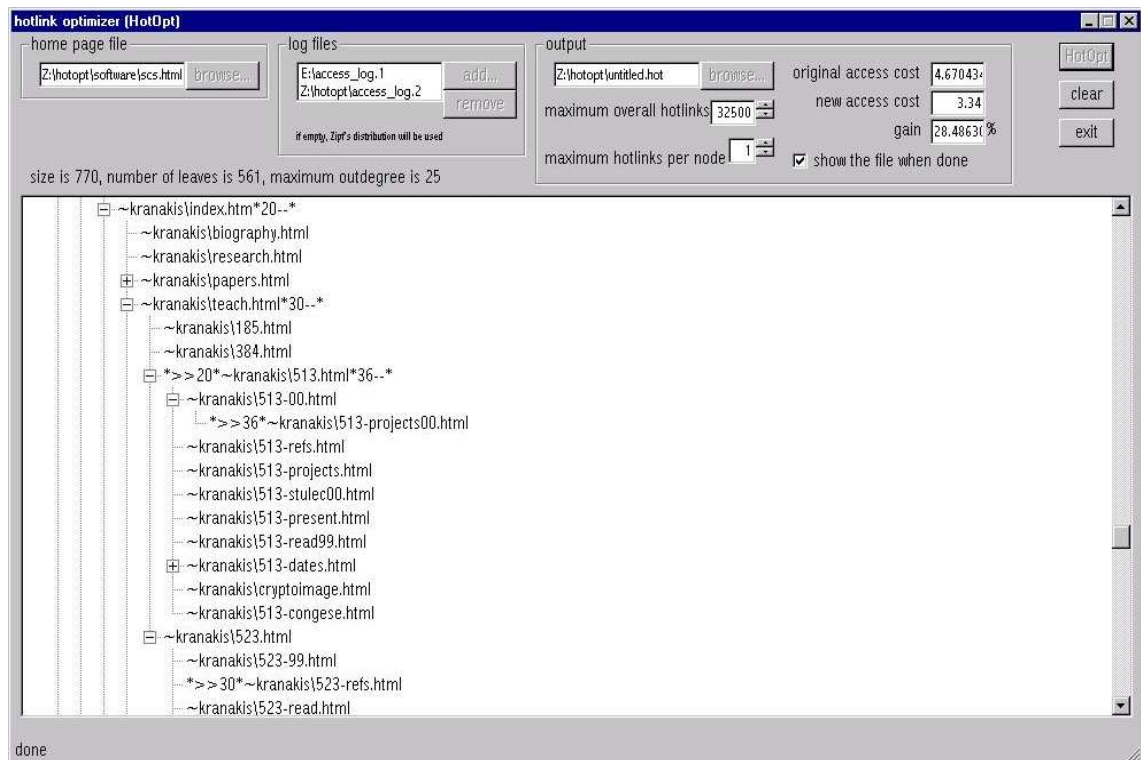 hotlink optimizer (HotOpt)
home page file
Z:\hotopt\software\scs.html browse...
log files
E:\access_log.1
Z:\hotopt\access_log.2
add...
remove
if empty, Zipf's distribution will be used
output
Z:\hotopt\untitled.hot browse...
maximum overall hotlinks 32500
maximum hotlinks per node 1
original access cost 4.670434
new access cost 3.34
gain 28.48630 %
show the file when done
HotOpt
clear
exit
size is 770, number of leaves is 561, maximum outdegree is 25
~kranakis\index.htm*20--*
~kranakis\biography.html
~kranakis\research.html
~kranakis\papers.html
~kranakis\teach.html*30--*
~kranakis\185.html
~kranakis\384.html
*>>20*~kranakis\513.html*36--*
~kranakis\513-00.html
*>>36*~kranakis\513-projects00.html
~kranakis\513-refs.html
~kranakis\513-projects.html
~kranakis\513-stulec00.html
~kranakis\513-present.html
~kranakis\513-read99.html
~kranakis\513-dates.html
~kranakis\cryptoimage.html
~kranakis\513-congese.html
~kranakis\523.html
~kranakis\523-99.html
*>>30*~kranakis\523-refs.html
~kranakis\523-read.html
done